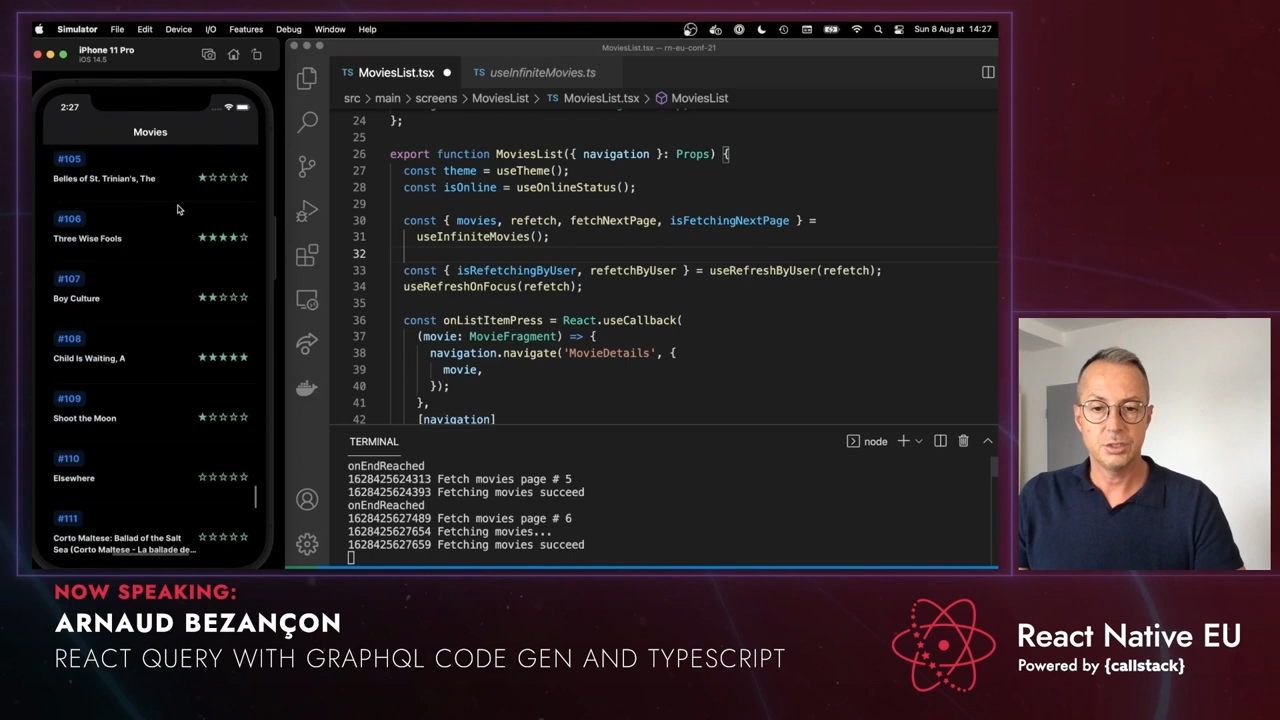 Simulator File Edit Device I/O Features Debug Window Help
Sun 8 Aug at 14:27
iPhone 11 Pro
iOS 14.5
2:27
Movies
#105
Belles of St. Trinian's, The
#106
Three Wise Fools
#107
Boy Culture
#108
Child Is Waiting, A
#109
Shoot the Moon
#110
Elsewhere
#111
Corto Maltese: Ballad of the Salt
Sea (Corto Maltese - La ballade de...
MoviesList.tsx — rn-eu-conf-21
TS MoviesList.tsx
TS useInfiniteMovies.ts
src > main > screens > MoviesList > TS MoviesList.tsx > MoviesList
24 };
25
26 export function MoviesList({ navigation }: Props) {
27 const theme = useTheme();
28 const isOnline = useOnlineStatus();
29
30 const { movies, refetch, fetchNextPage, isFetchingNextPage } =
31 useInfiniteMovies();
32
33 const { isRefetchingByUser, refetchByUser } = useRefreshByUser(refetch);
34 useRefreshOnFocus(refetch);
35
36 const onListItemPress = React.useCallback(
37 (movie: MovieFragment) => {
38 navigation.navigate('MovieDetails', {
39 movie,
40 });
41 },
42 [navigation]
TERMINAL
node
onEndReached
1628425624313 Fetch movies page # 5
1628425624393 Fetching movies succeed
onEndReached
1628425627489 Fetch movies page # 6
1628425627654 Fetching movies...
1628425627659 Fetching movies succeed
NOW SPEAKING:
ARNAUD BEZANÇON
REACT QUERY WITH GRAPHQL CODE GEN AND TYPESCRIPT
React Native EU
Powered by {callstack}